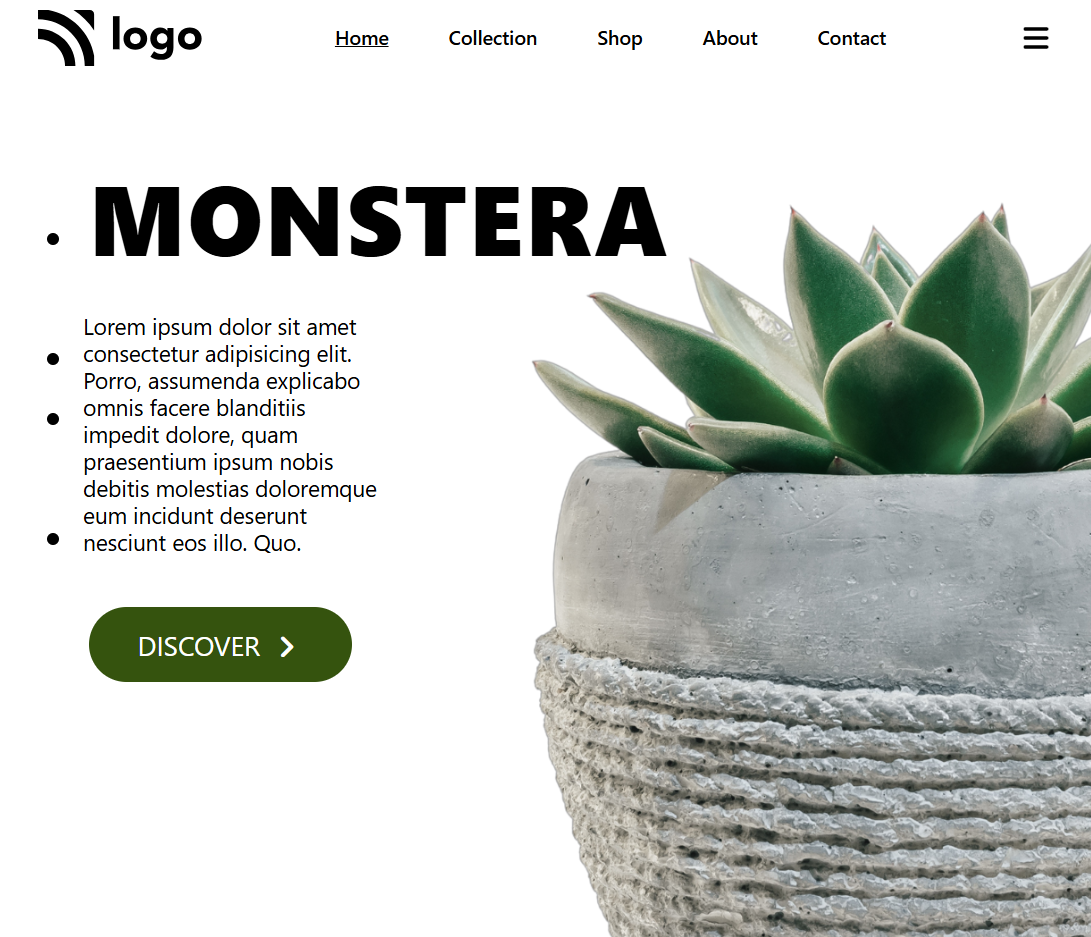 logo
Home
Collection
Shop
About
Contact
MONSTERA
Lorem ipsum dolor sit amet
consectetur adipisicing elit.
Porro, assumenda explicabo
omnis facere blanditiis
impedit dolore, quam
praesentium ipsum nobis
debitis molestias doloremque
eum incidunt deserunt
nesciunt eos illo. Quo.
DISCOVER